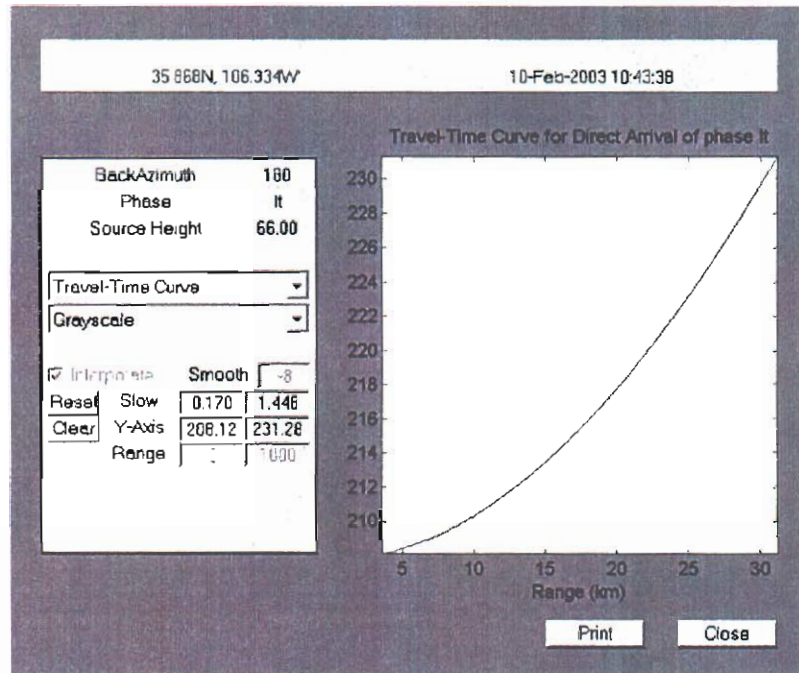 35 868N, 106.334W
10-Feb-2003 10:43:38
Travel-Time Curve for Direct Arrival of phase It
BackAzimuth 180
Phase It
Source Height 66.00
Travel-Time Curve
Grayscale
Interpolate Smooth -8
Reset Slow 0.170 1.446
Clear Y-Axis 208.12 231.28
Range 1000
230
228
226
224
222
220
218
216
214
212
210
5 10 15 20 25 30
Range (km)
Print Close